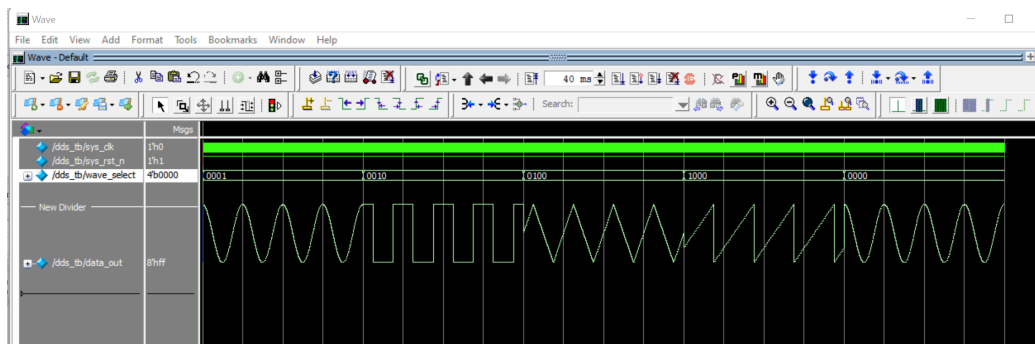 Wave
File Edit View Add Format Tools Bookmarks Window Help
Wave - Default
40 ms
Search:
Msgs
/dds_tb/sys_clk 1'h0
/dds_tb/sys_rst_n 1'h1
/dds_tb/wave_select 4'b0000 0001 0010 0100 1000 0000
New Divider
/dds_tb/data_out 8'hff